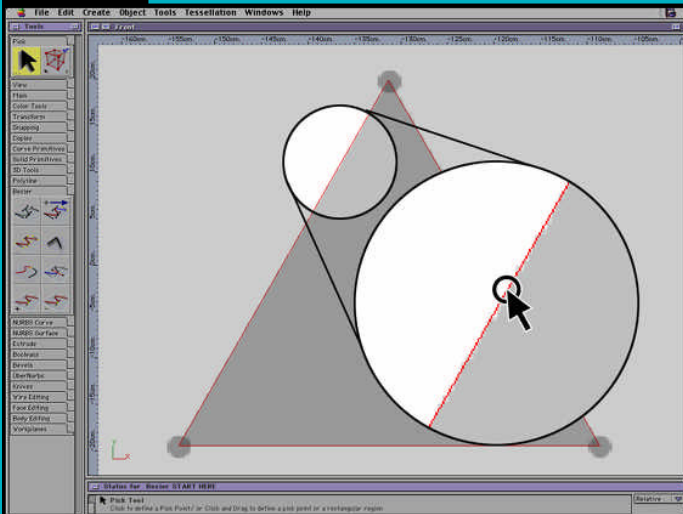 File Edit Create Object Tools Tessellation Windows Help
Tools
Front
Pick
-160cm. -155cm. -150cm. -145cm. -140cm. -135cm. -130cm. -125cm. -120cm. -115cm. -110cm. -105cm.
View
Main
Color Tools
Transform
Snapping
Display
Curve Primitives
Solid Primitives
3D Tools
Polyline
Bezier
NURBS Curve
NURBS Surface
Extrude
Booleans
Bevels
UberNurbs
Knives
Wire Editing
Face Editing
Body Editing
Workplanes
Y
X
Status for Bezier START HERE
Pick Tool
Relative
Click to define a Pick Point/ or Click and Drag to define a pick point or a rectangular region